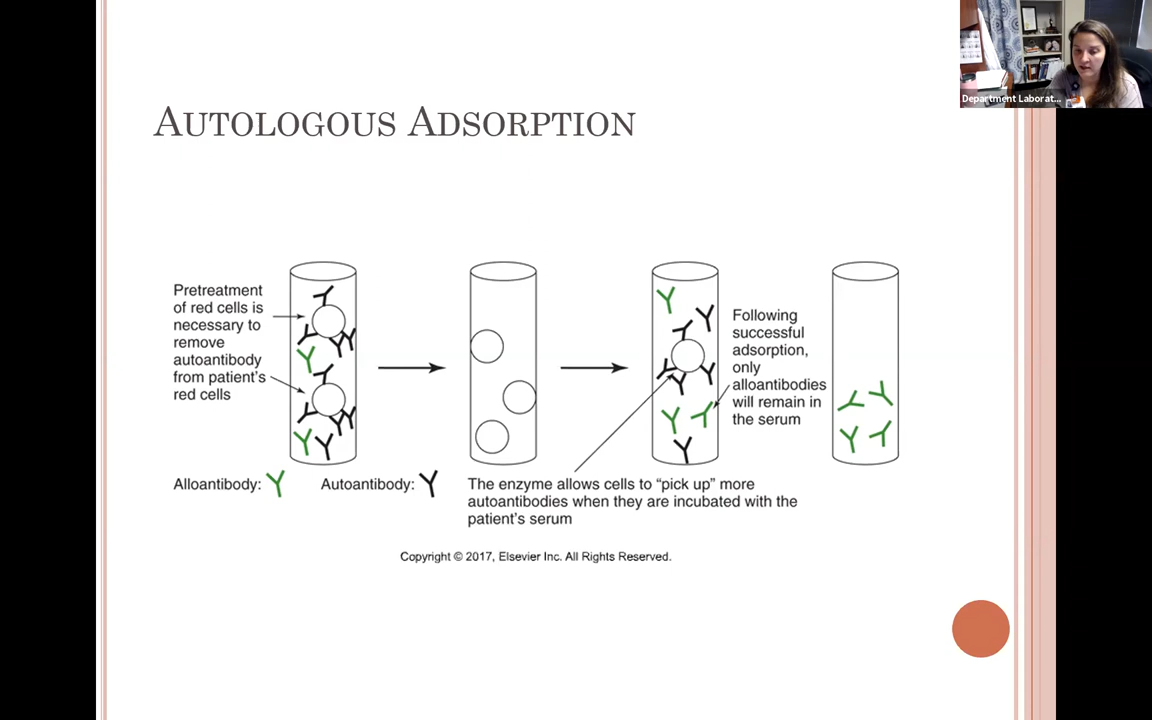 Department Laborat...
AUTOLOGOUS ADSORPTION
Pretreatment
of red cells is
necessary to
remove
autoantibody
from patient's
red cells
Following
successful
adsorption,
only
alloantibodies
will remain in
the serum
Alloantibody:
Autoantibody:
The enzyme allows cells to “pick up” more
autoantibodies when they are incubated with the
patient's serum
Copyright © 2017, Elsevier Inc. All Rights Reserved.